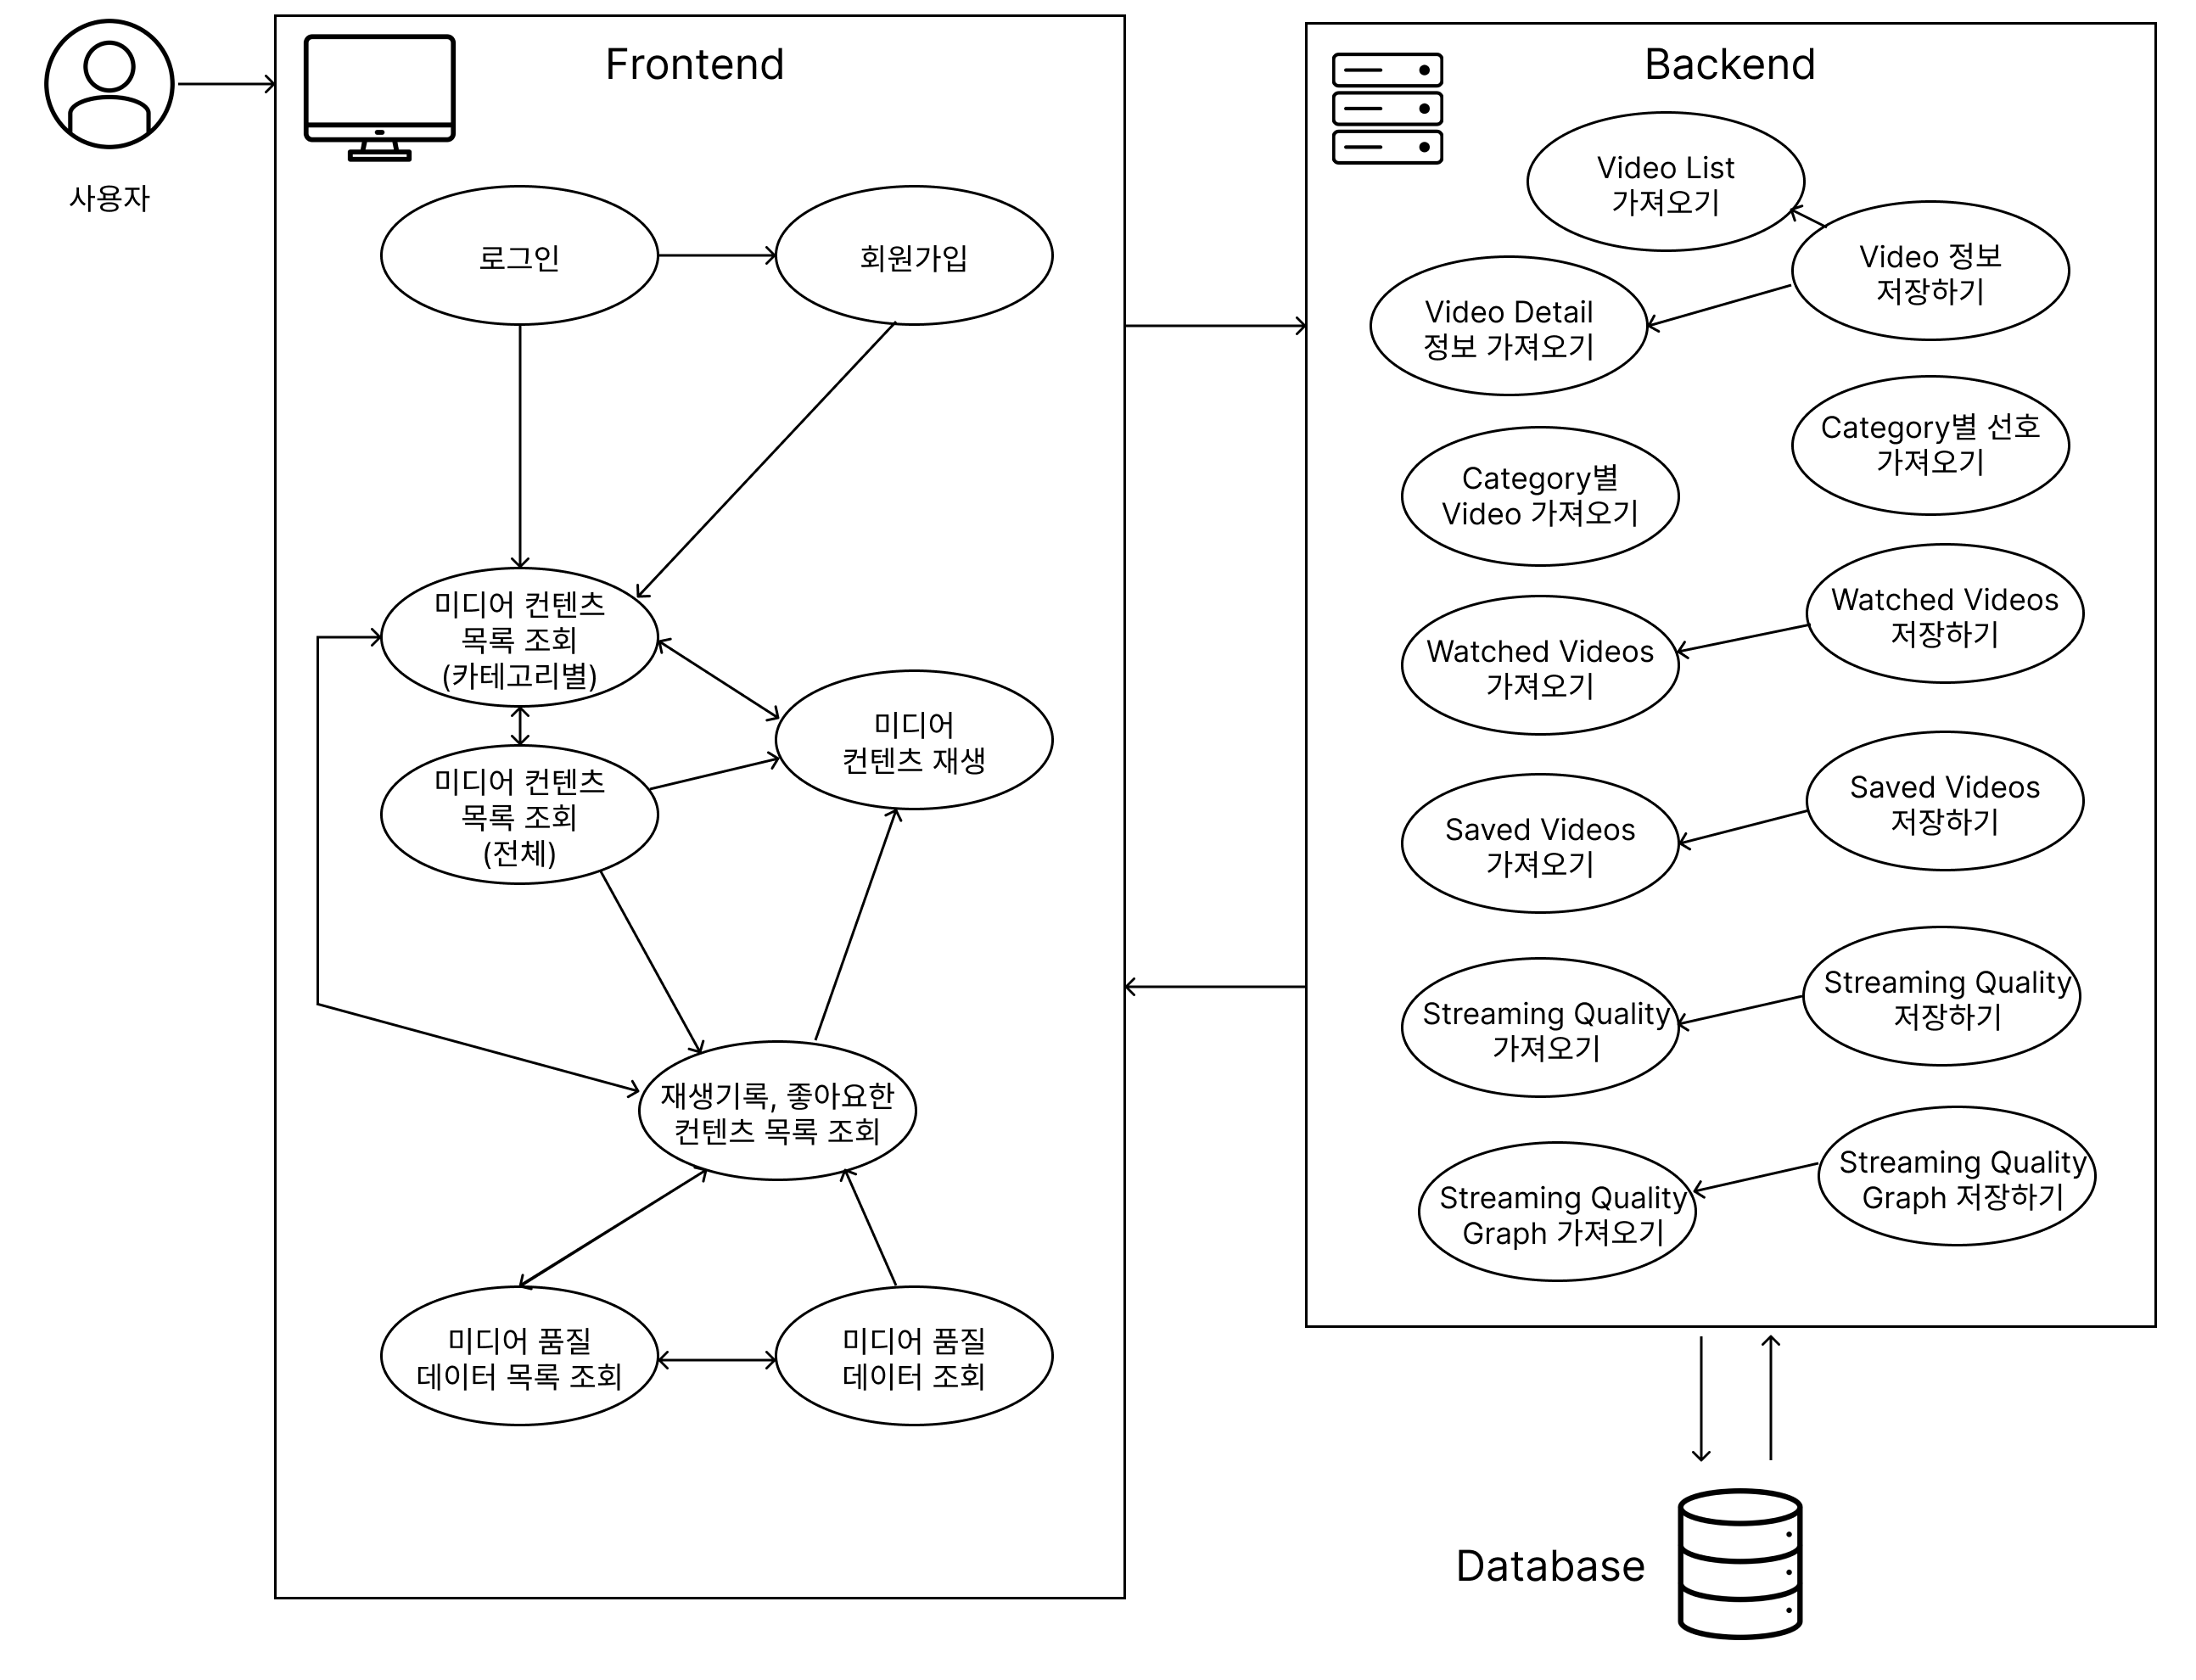 사용자
Frontend
로그인
회원가입
미디어 컨텐츠
목록 조회
(카테고리별)
미디어 컨텐츠
목록 조회
(전체)
미디어
컨텐츠 재생
재생기록, 좋아요한
컨텐츠 목록 조회
미디어 품질
데이터 목록 조회
미디어 품질
데이터 조회
Backend
Video List
가져오기
Video 정보
저장하기
Video Detail
정보 가져오기
Category별 선호
가져오기
Category별
Video 가져오기
Watched Videos
저장하기
Watched Videos
가져오기
Saved Videos
저장하기
Saved Videos
가져오기
Streaming Quality
저장하기
Streaming Quality
가져오기
Streaming Quality
Graph 저장하기
Streaming Quality
Graph 가져오기
Database